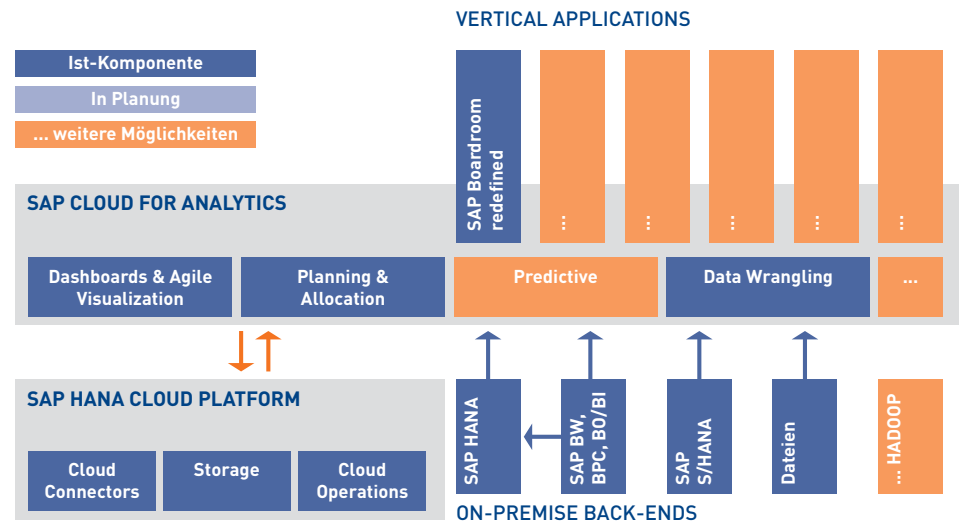 VERTICAL APPLICATIONS
Ist-Komponente
In Planung
... weitere Möglichkeiten
SAP Boardroom
redefined
...
...
...
...
...
SAP CLOUD FOR ANALYTICS
Dashboards & Agile
Visualization
Planning &
Allocation
Predictive
Data Wrangling
...
SAP HANA CLOUD PLATFORM
Cloud
Connectors
Storage
Cloud
Operations
SAP HANA
SAP BW,
BPC, BO/BI
SAP
S/HANA
Dateien
... HADOOP
ON-PREMISE BACK-ENDS